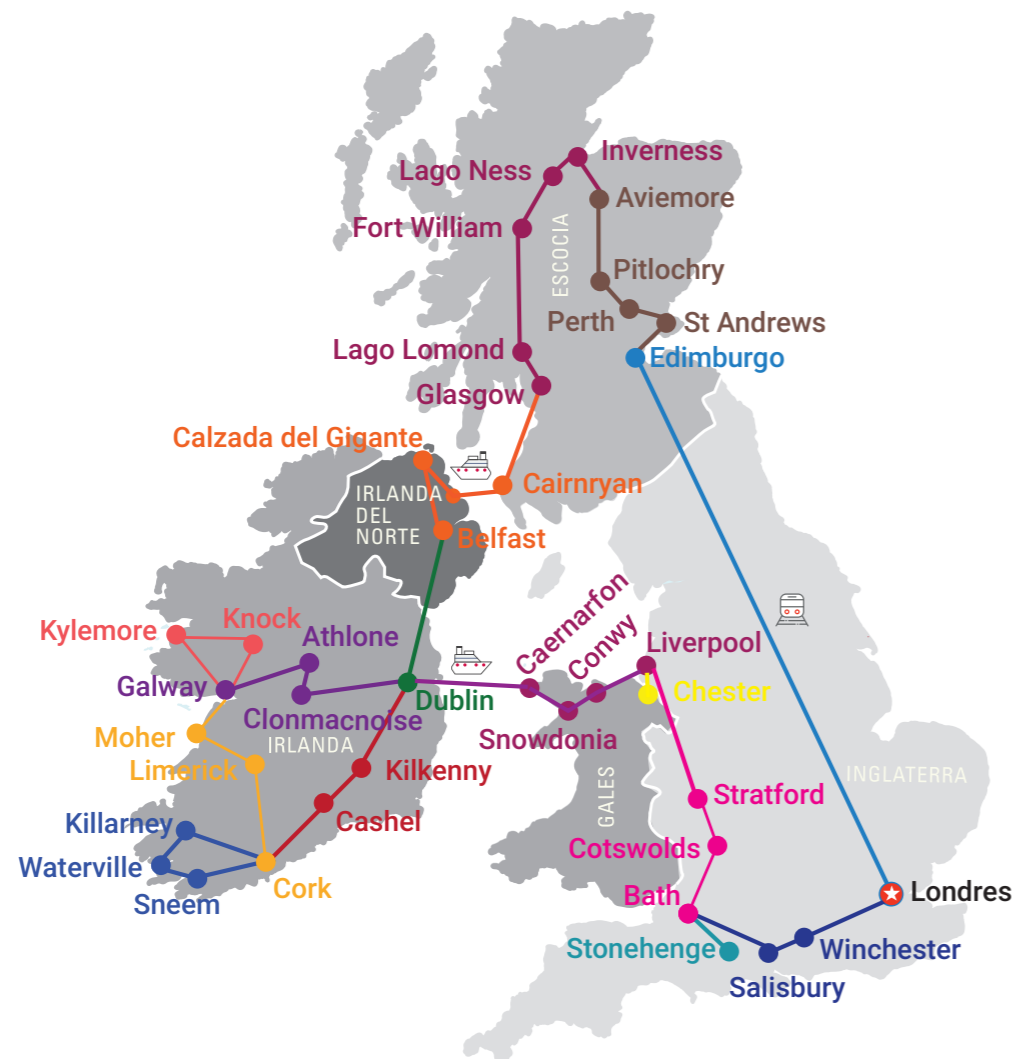 Inverness
Lago Ness
Aviemore
Fort William
ESCOCIA
Pitlochry
Perth
St Andrews
Lago Lomond
Edimburgo
Glasgow
Calzada del Gigante
Cairnryan
IRLANDA
DEL
NORTE
Belfast
Caernarfon
Conwy
Knock
Kylemore
Athlone
Liverpool
Galway
Dublin
Chester
Clonmacnoise
Moher
IRLANDA
Snowdonia
Limerick
Kilkenny
INGLATERRA
GALES
Stratford
Killarney
Cashel
Cotswolds
Waterville
Sneem
Cork
Bath
Londres
Stonehenge
Winchester
Salisbury